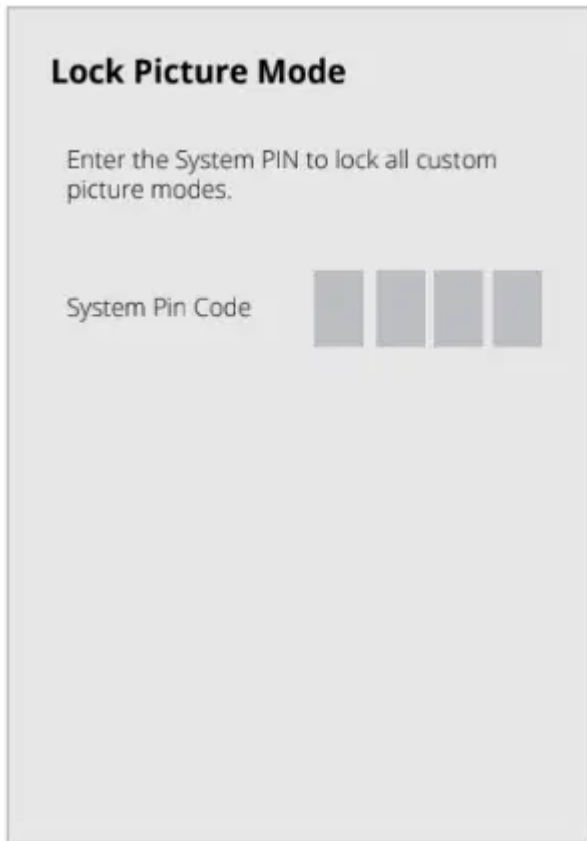 Lock Picture Mode
Enter the System PIN to lock all custom
picture modes.
System Pin Code